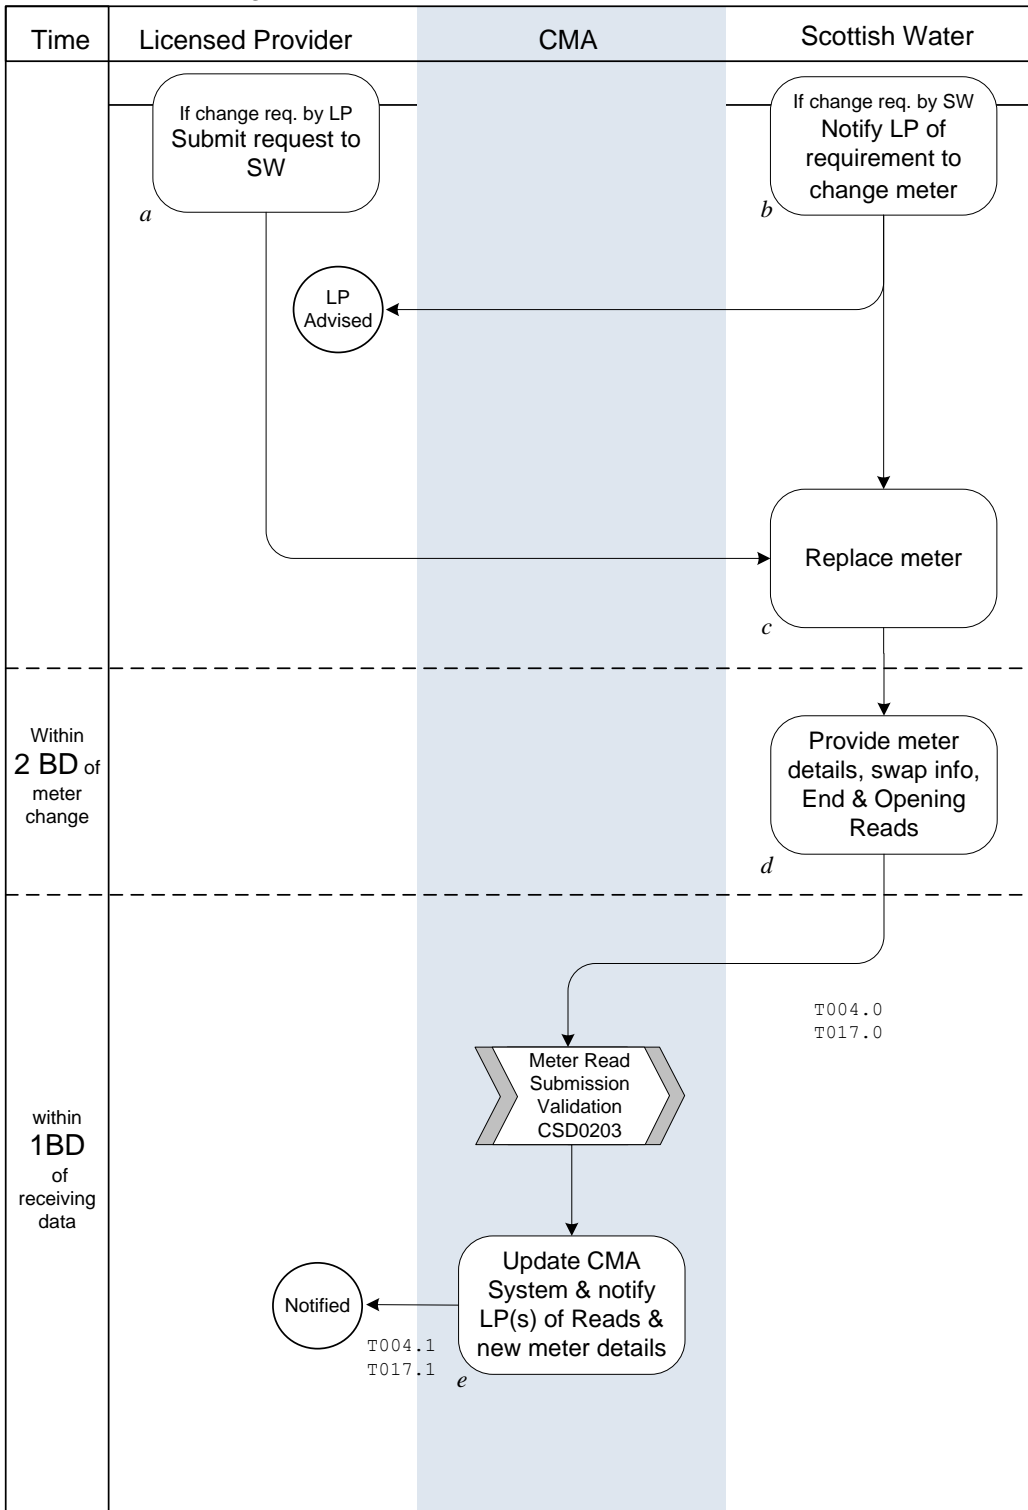 Time
Licensed Provider
CMA
Scottish Water
If change req. by LP
Submit request to
SW
a
If change req. by SW
Notify LP of
requirement to
change meter
b
LP
Advised
Replace meter
c
Within
2 BD of
meter
change
Provide meter
details, swap info,
End & Opening
Reads
d
T004.0
T017.0
within
1BD
of
receiving
data
Meter Read
Submission
Validation
CSD0203
Update CMA
System & notify
LP(s) of Reads &
new meter details
e
Notified
T004.1
T017.1